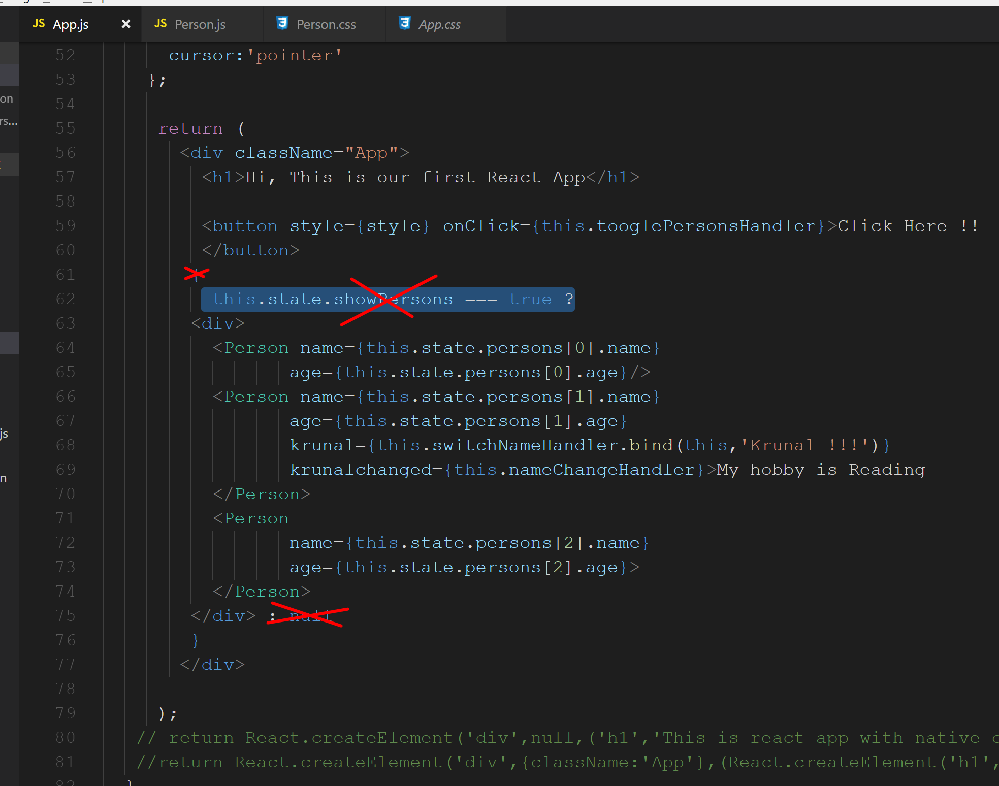 JS App.js × JS Person.js Person.css App.css
on
rs...
js
n
52 cursor:'pointer'
53 };
54
55 return (
56 <div className="App">
57 <h1>Hi, This is our first React App</h1>
58
59 <button style={style} onClick={this.tooglePersonsHandler}>Click Here !!
60 </button>
61 {
62 this.state.showPersons === true ?
63 <div>
64 <Person name={this.state.persons[0].name}
65 age={this.state.persons[0].age}/>
66 <Person name={this.state.persons[1].name}
67 age={this.state.persons[1].age}
68 krunal={this.switchNameHandler.bind(this,'Krunal !!!')}
69 krunalchanged={this.nameChangeHandler}>My hobby is Reading
70 </Person>
71 <Person
72 name={this.state.persons[2].name}
73 age={this.state.persons[2].age}>
74 </Person>
75 </div> : null
76 }
77 </div>
78
79 );
80 // return React.createElement('div',null,('h1','This is react app with native
81 //return React.createElement('div',{className:'App'},(React.createElement('h1',
82 }